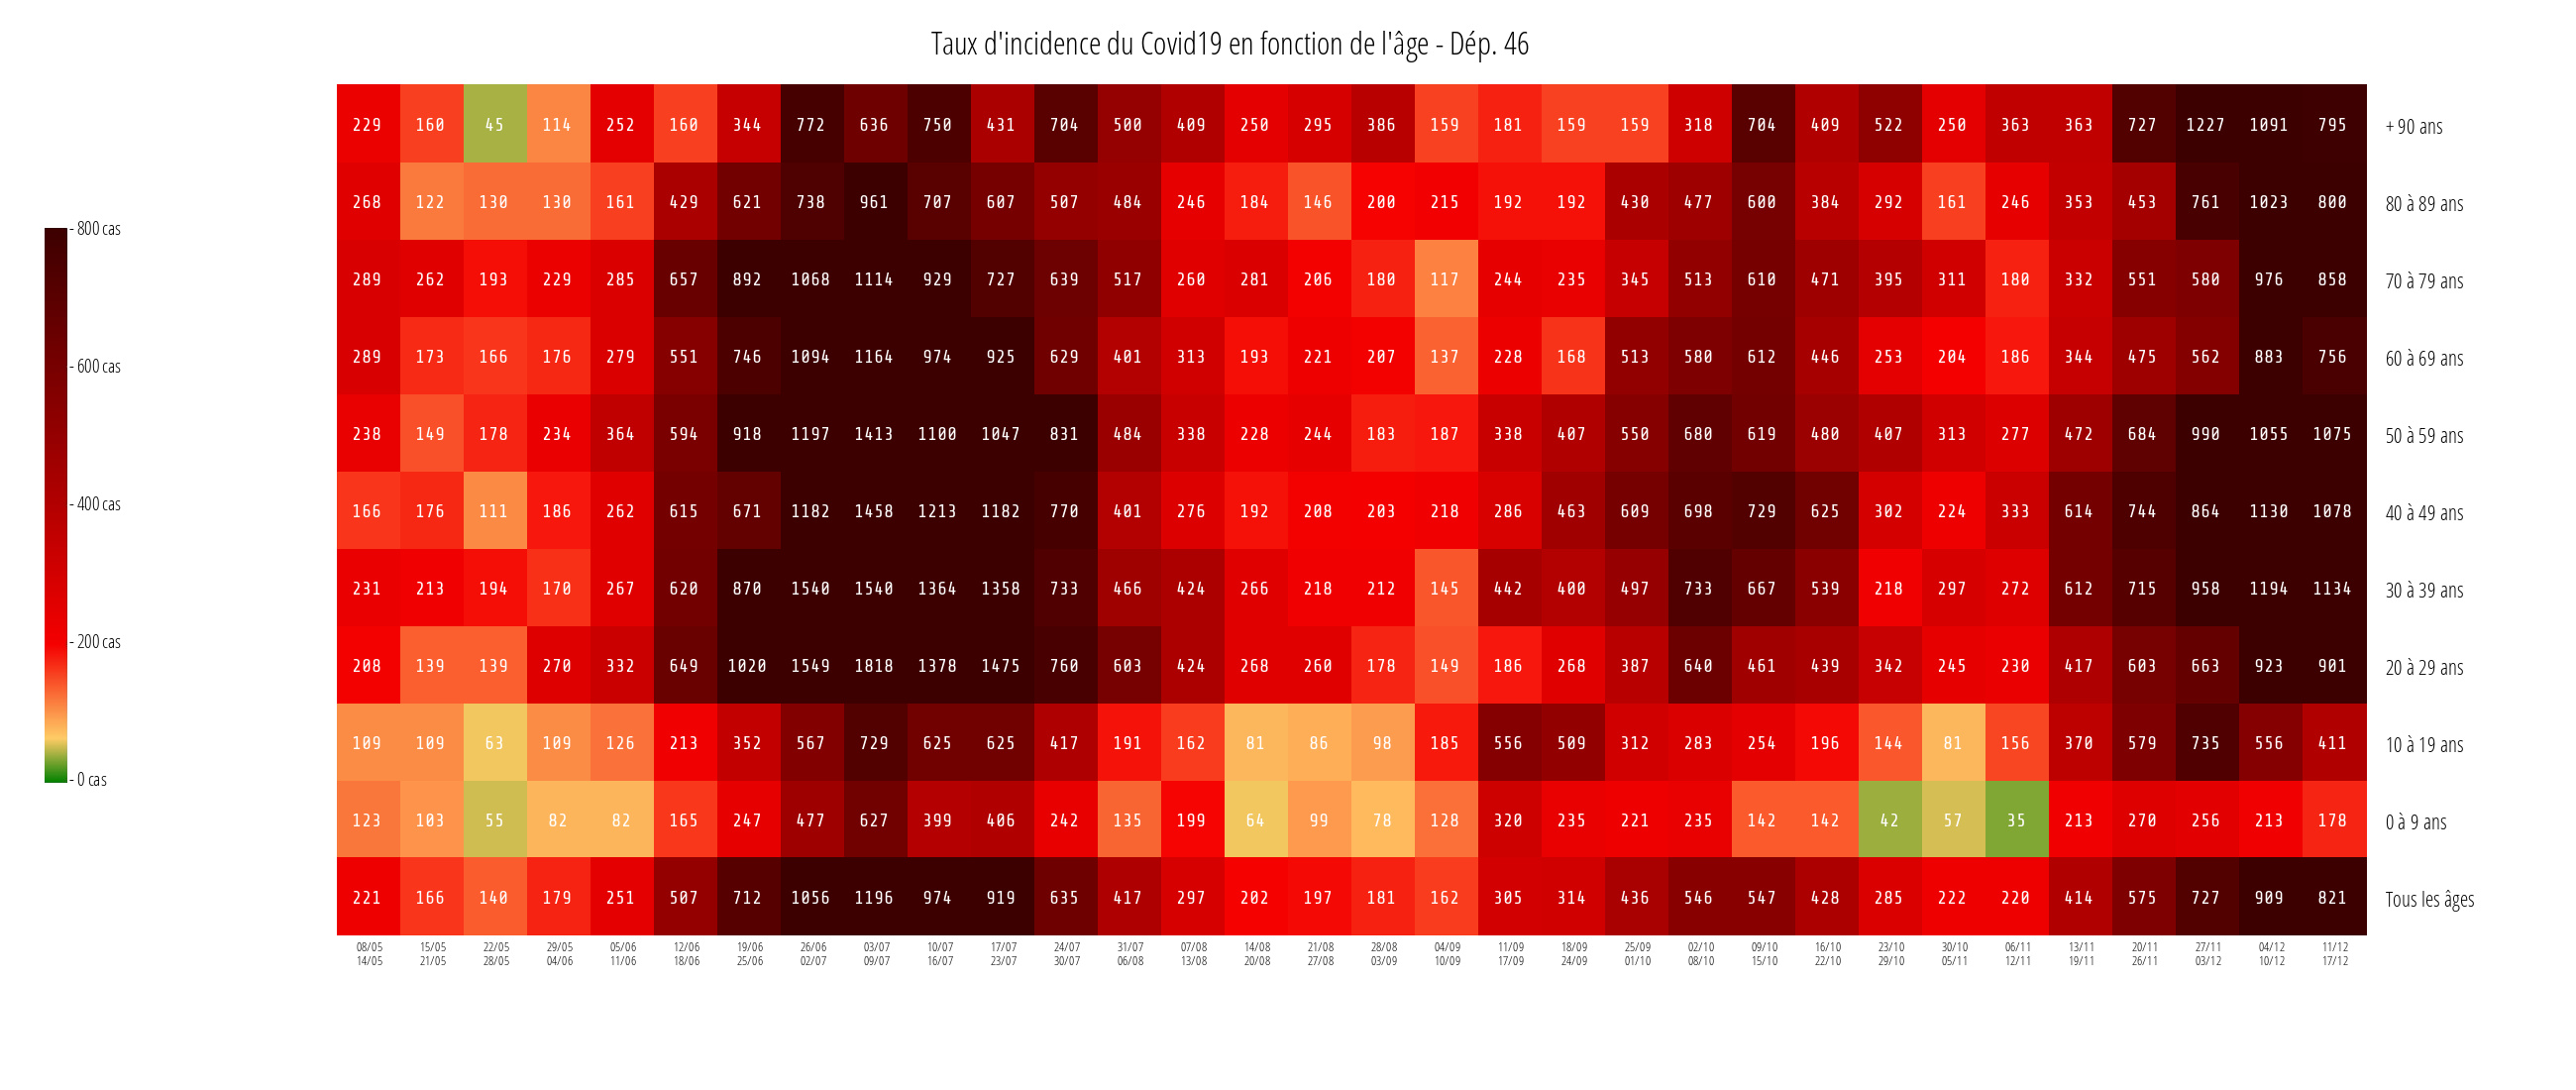 Taux d'incidence du Covid19 en fonction de l'âge - Dép. 46
229 160 45 114 252 160 344 772 636 750 431 704 500 409 250 295 386 159 181 159 159 318 704 409 522 250 363 363 727 1227 1091 795 + 90 ans
268 122 130 130 161 429 621 738 961 707 607 507 484 246 184 146 200 215 192 192 430 477 600 384 292 161 246 353 453 761 1023 800 80 à 89 ans
289 262 193 229 285 657 892 1068 1114 929 727 639 517 260 281 206 180 117 244 235 345 513 610 471 395 311 180 332 551 580 976 858 70 à 79 ans
289 173 166 176 279 551 746 1094 1164 974 925 629 401 313 193 221 207 137 228 168 513 580 612 446 253 204 186 344 475 562 883 756 60 à 69 ans
238 149 178 234 364 594 918 1197 1413 1100 1047 831 484 338 228 244 183 187 338 407 550 680 619 480 407 313 277 472 684 990 1055 1075 50 à 59 ans
166 176 111 186 262 615 671 1182 1458 1213 1182 770 401 276 192 208 203 218 286 463 609 698 729 625 302 224 333 614 744 864 1130 1078 40 à 49 ans
231 213 194 170 267 620 870 1540 1540 1364 1358 733 466 424 266 218 212 145 442 400 497 733 667 539 218 297 272 612 715 958 1194 1134 30 à 39 ans
208 139 139 270 332 649 1020 1549 1818 1378 1475 760 603 424 268 260 178 149 186 268 387 640 461 439 342 245 230 417 603 663 923 901 20 à 29 ans
109 109 63 109 126 213 352 567 729 625 625 417 191 162 81 86 98 185 556 509 312 283 254 196 144 81 156 370 579 735 556 411 10 à 19 ans
123 103 55 82 82 165 247 477 627 399 406 242 135 199 64 99 78 128 320 235 221 235 142 142 42 57 35 213 270 256 213 178 0 à 9 ans
221 166 140 179 251 507 712 1056 1196 974 919 635 417 297 202 197 181 162 305 314 436 546 547 428 285 222 220 414 575 727 909 821 Tous les âges
08/05 15/05 22/05 29/05 05/06 12/06 19/06 26/06 03/07 10/07 17/07 24/07 31/07 07/08 14/08 21/08 28/08 04/09 11/09 18/09 25/09 02/10 09/10 16/10 23/10 30/10 06/11 13/11 20/11 27/11 04/12 11/12
14/05 21/05 28/05 04/06 11/06 18/06 25/06 02/07 09/07 16/07 23/07 30/07 06/08 13/08 20/08 27/08 03/09 10/09 17/09 24/09 01/10 08/10 15/10 22/10 29/10 05/11 12/11 19/11 26/11 03/12 10/12 17/12
- 800 cas
- 600 cas
- 400 cas
- 200 cas
- 0 cas